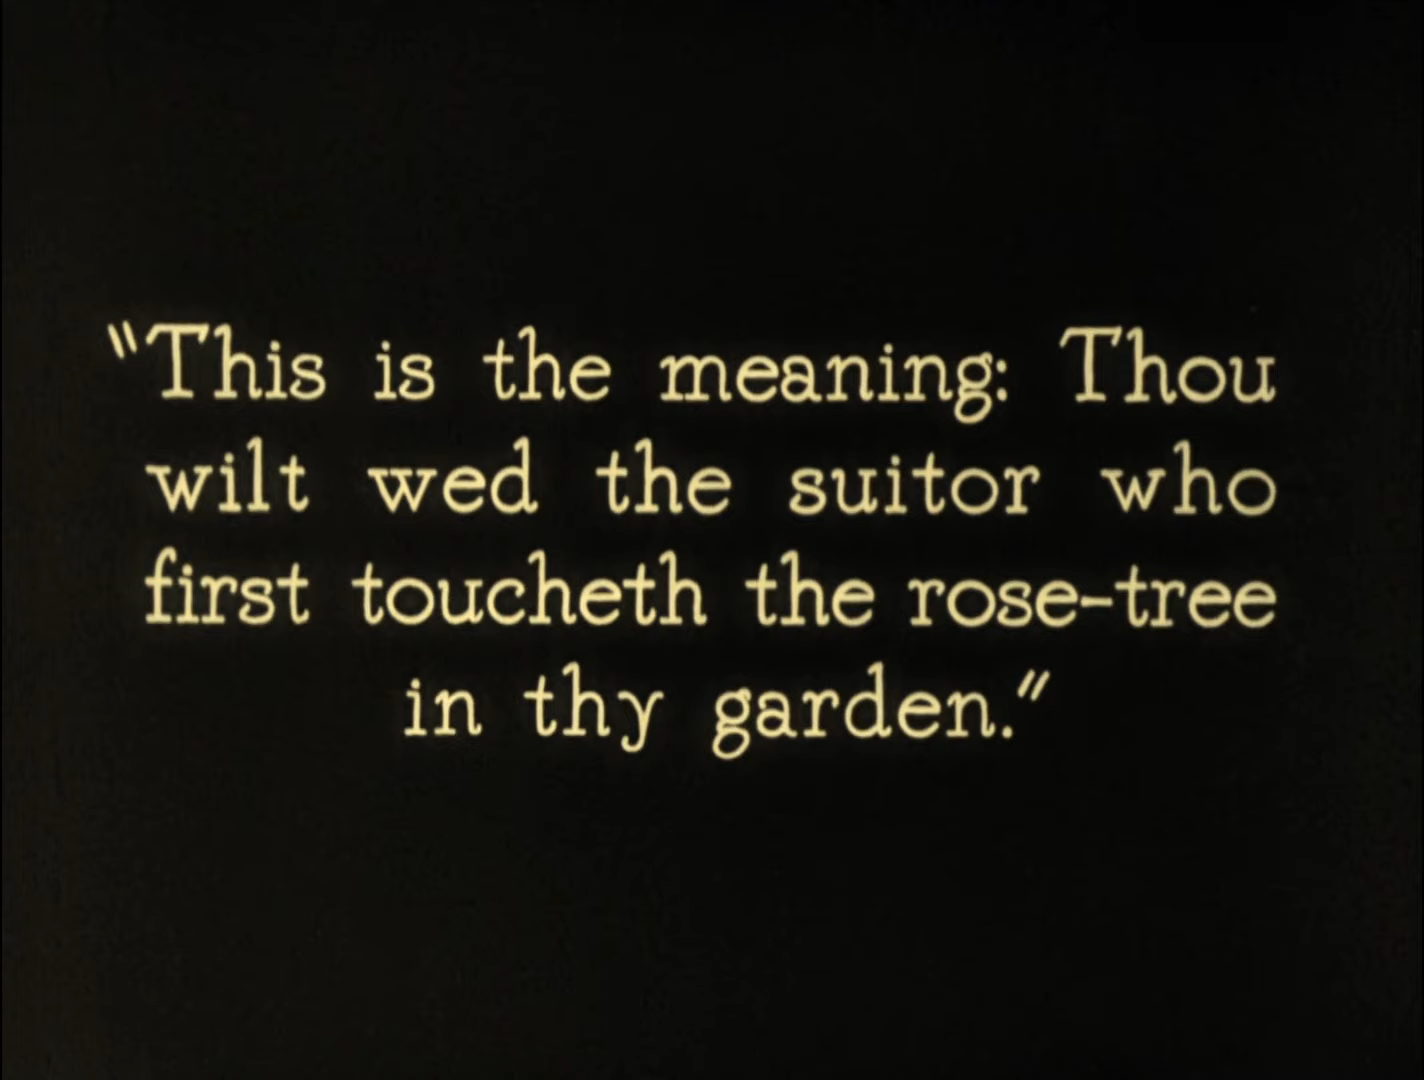 "This is the meaning: Thou
wilt wed the suitor who
first toucheth the rose-tree
in thy garden."